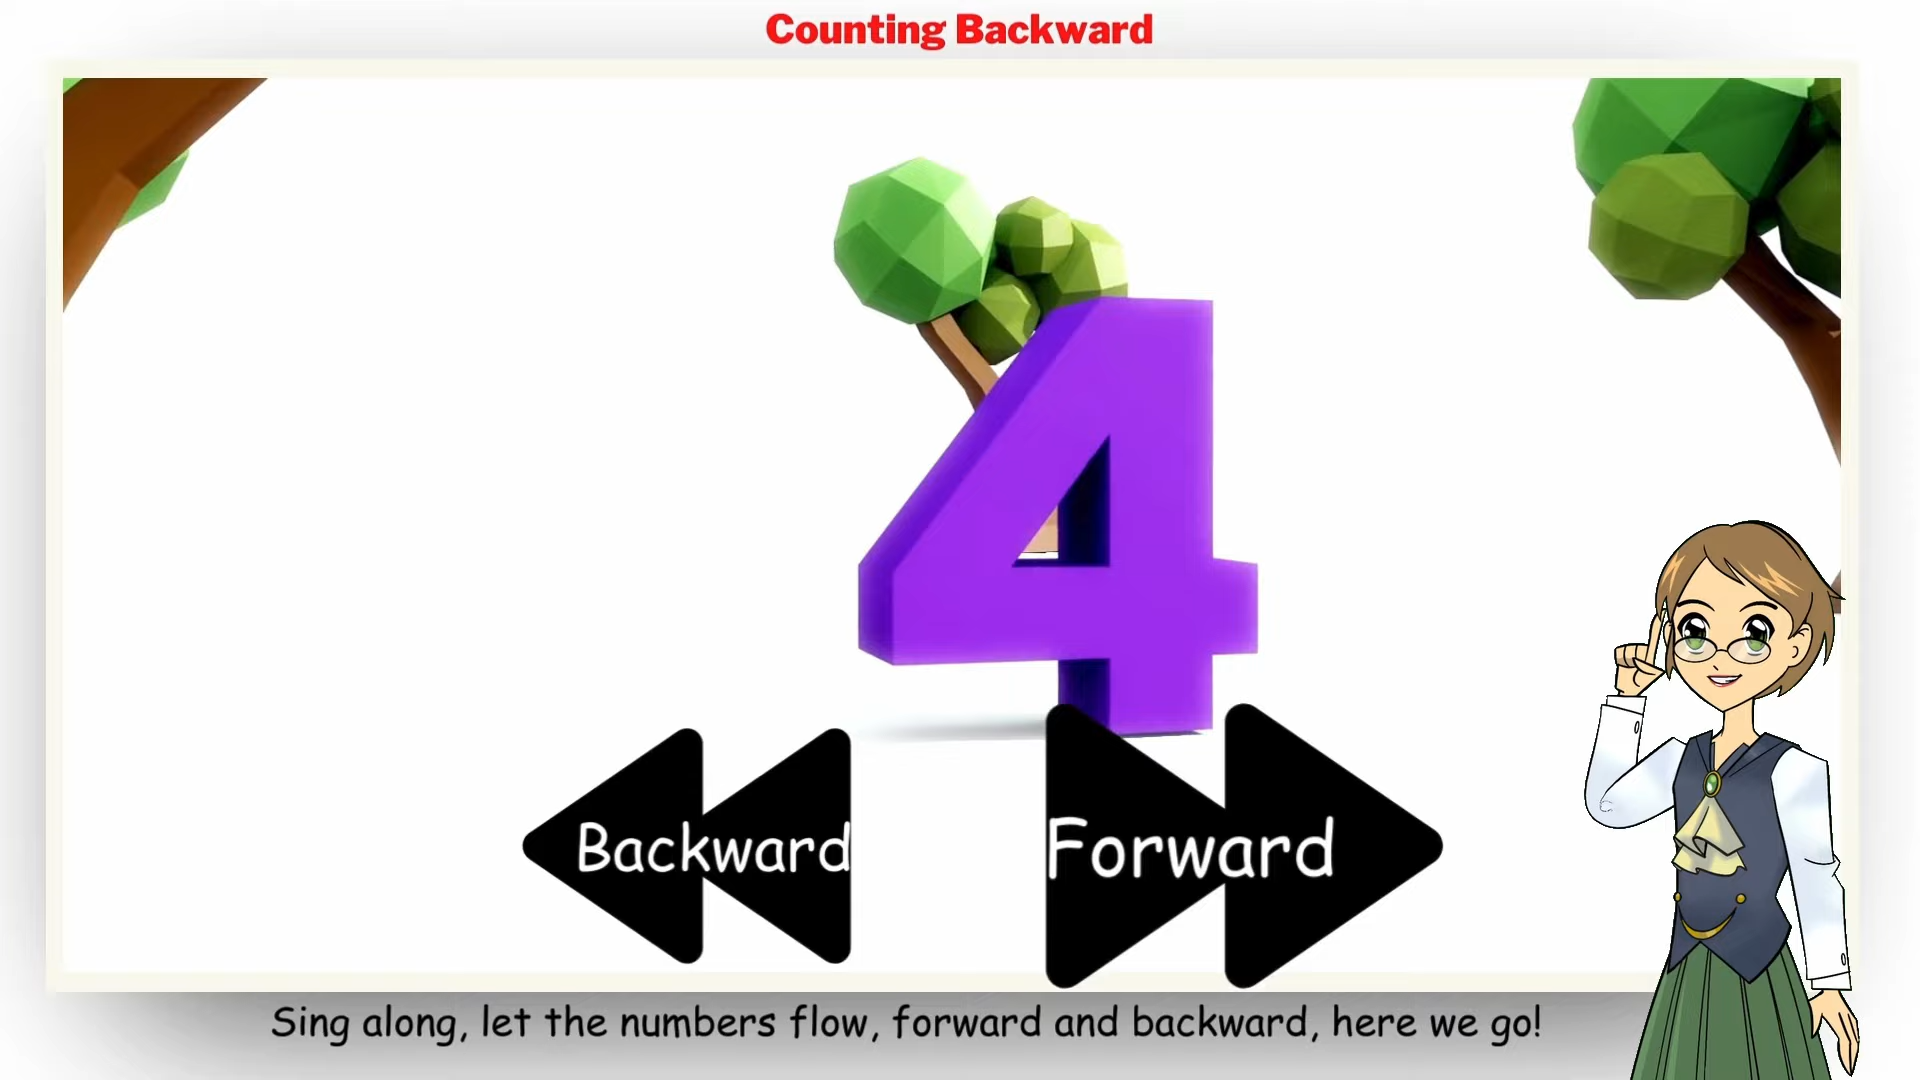 Counting Backward
4
Backward
Forward
Sing along, let the numbers flow, forward and backward, here we go!